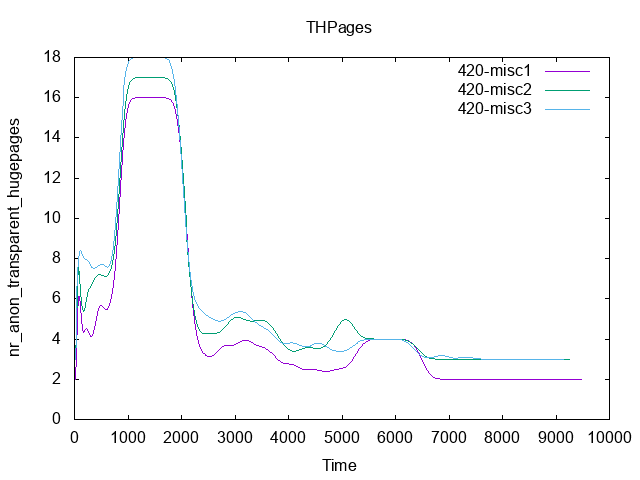 THPages
nr_anon_transparent_hugepages
18
16
14
12
10
8
6
4
2
0
420-misc1
420-misc2
420-misc3
0 1000 2000 3000 4000 5000 6000 7000 8000 9000 10000
Time